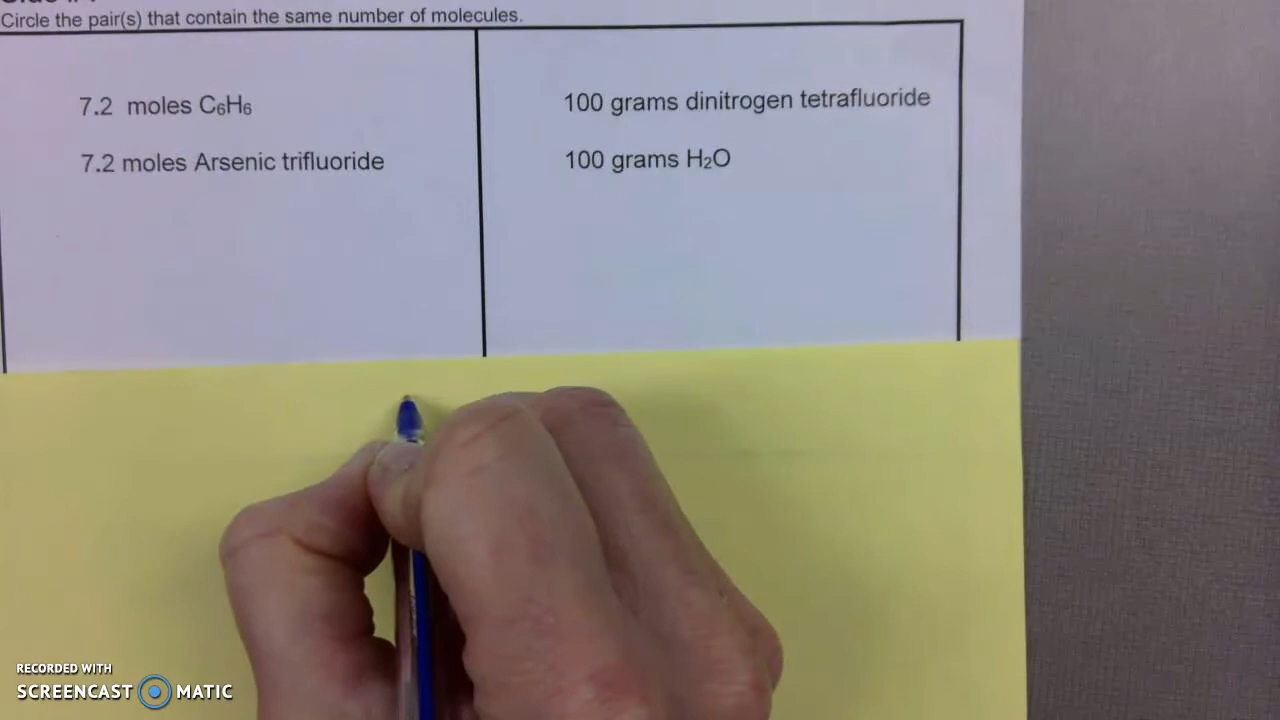 Circle the pair(s) that contain the same number of molecules.
7.2 moles C₆H₆
7.2 moles Arsenic trifluoride
100 grams dinitrogen tetrafluoride
100 grams H₂O
RECORDED WITH
SCREENCAST MATIC